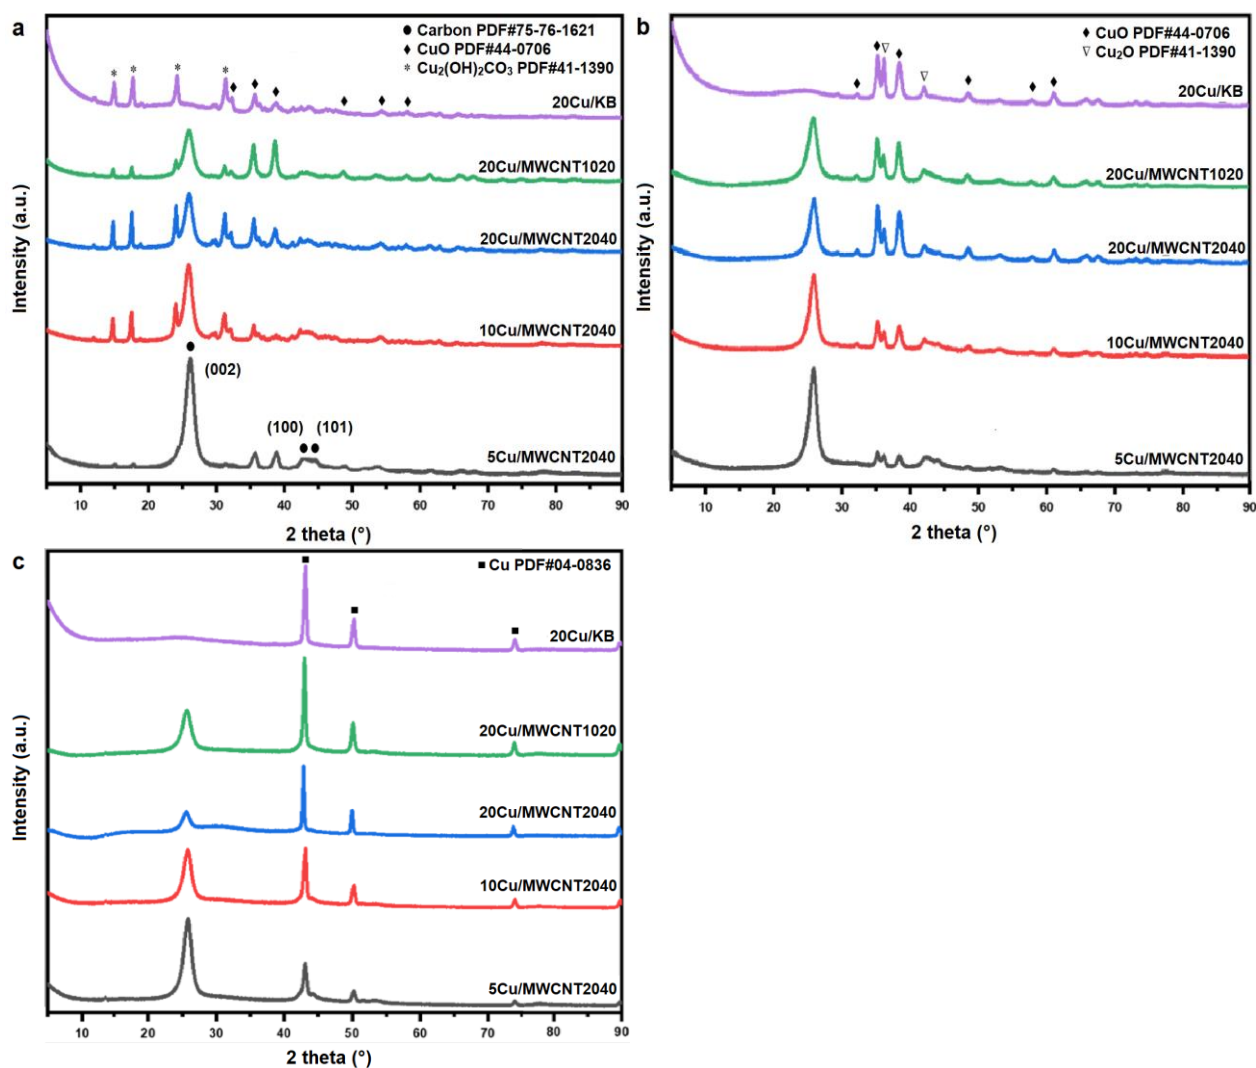 a
Carbon PDF#75-76-1621
CuO PDF#44-0706
Cu₂(OH)₂CO₃ PDF#41-1390
20Cu/KB
20Cu/MWCNT1020
20Cu/MWCNT2040
10Cu/MWCNT2040
(002)
(100)
(101)
5Cu/MWCNT2040
Intensity (a.u.)
10 20 30 40 50 60 70 80 90
2 theta (°)
b
CuO PDF#44-0706
Cu₂O PDF#41-1390
20Cu/KB
20Cu/MWCNT1020
20Cu/MWCNT2040
10Cu/MWCNT2040
5Cu/MWCNT2040
Intensity (a.u.)
10 20 30 40 50 60 70 80 90
2 theta (°)
c
Cu PDF#04-0836
20Cu/KB
20Cu/MWCNT1020
20Cu/MWCNT2040
10Cu/MWCNT2040
5Cu/MWCNT2040
Intensity (a.u.)
10 20 30 40 50 60 70 80 90
2 theta (°)